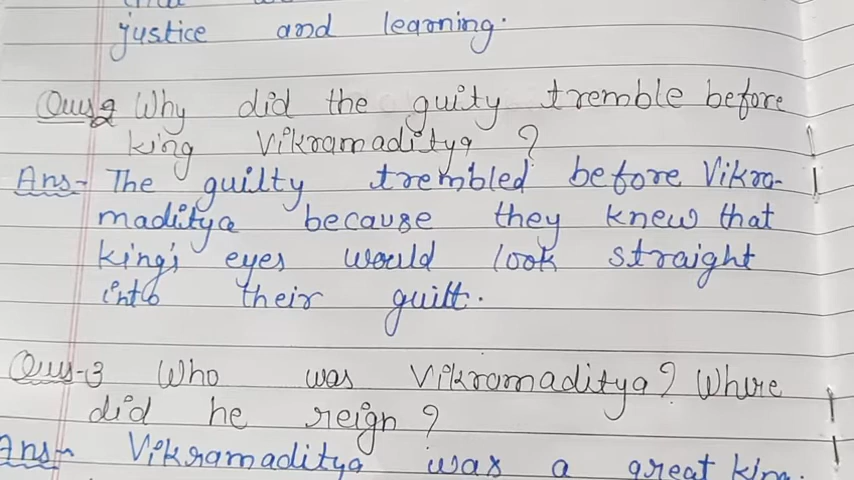 justice and learning.
Ques 2 Why did the guity tremble before
king Vikramaditya ?
Ans- The guilty trembled before Vikra-
maditya because they knew that
king's eyes would look straight
into their guilt.
Ques-3 Who was Vikramaditya? Where
did he reign ?
Ans- Vikramaditya was a great king.